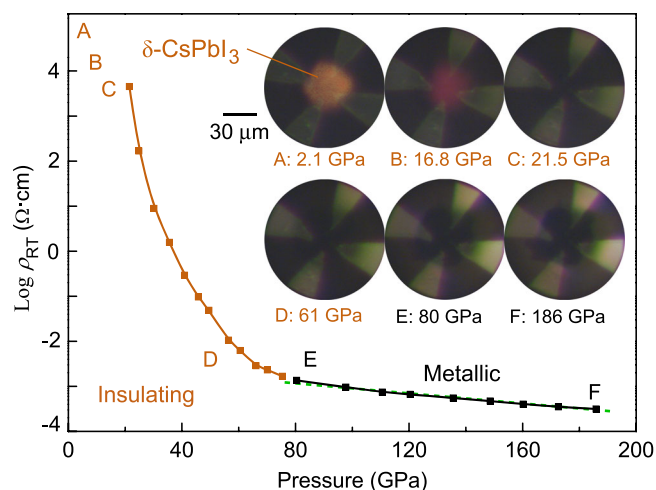 A
B
C
δ-CsPbI3
30 μm
A: 2.1 GPa
B: 16.8 GPa
C: 21.5 GPa
D: 61 GPa
E: 80 GPa
F: 186 GPa
D
E
F
Insulating
Metallic
4
2
0
-2
-4
Log ρRT (Ω·cm)
0
40
80
120
160
200
Pressure (GPa)